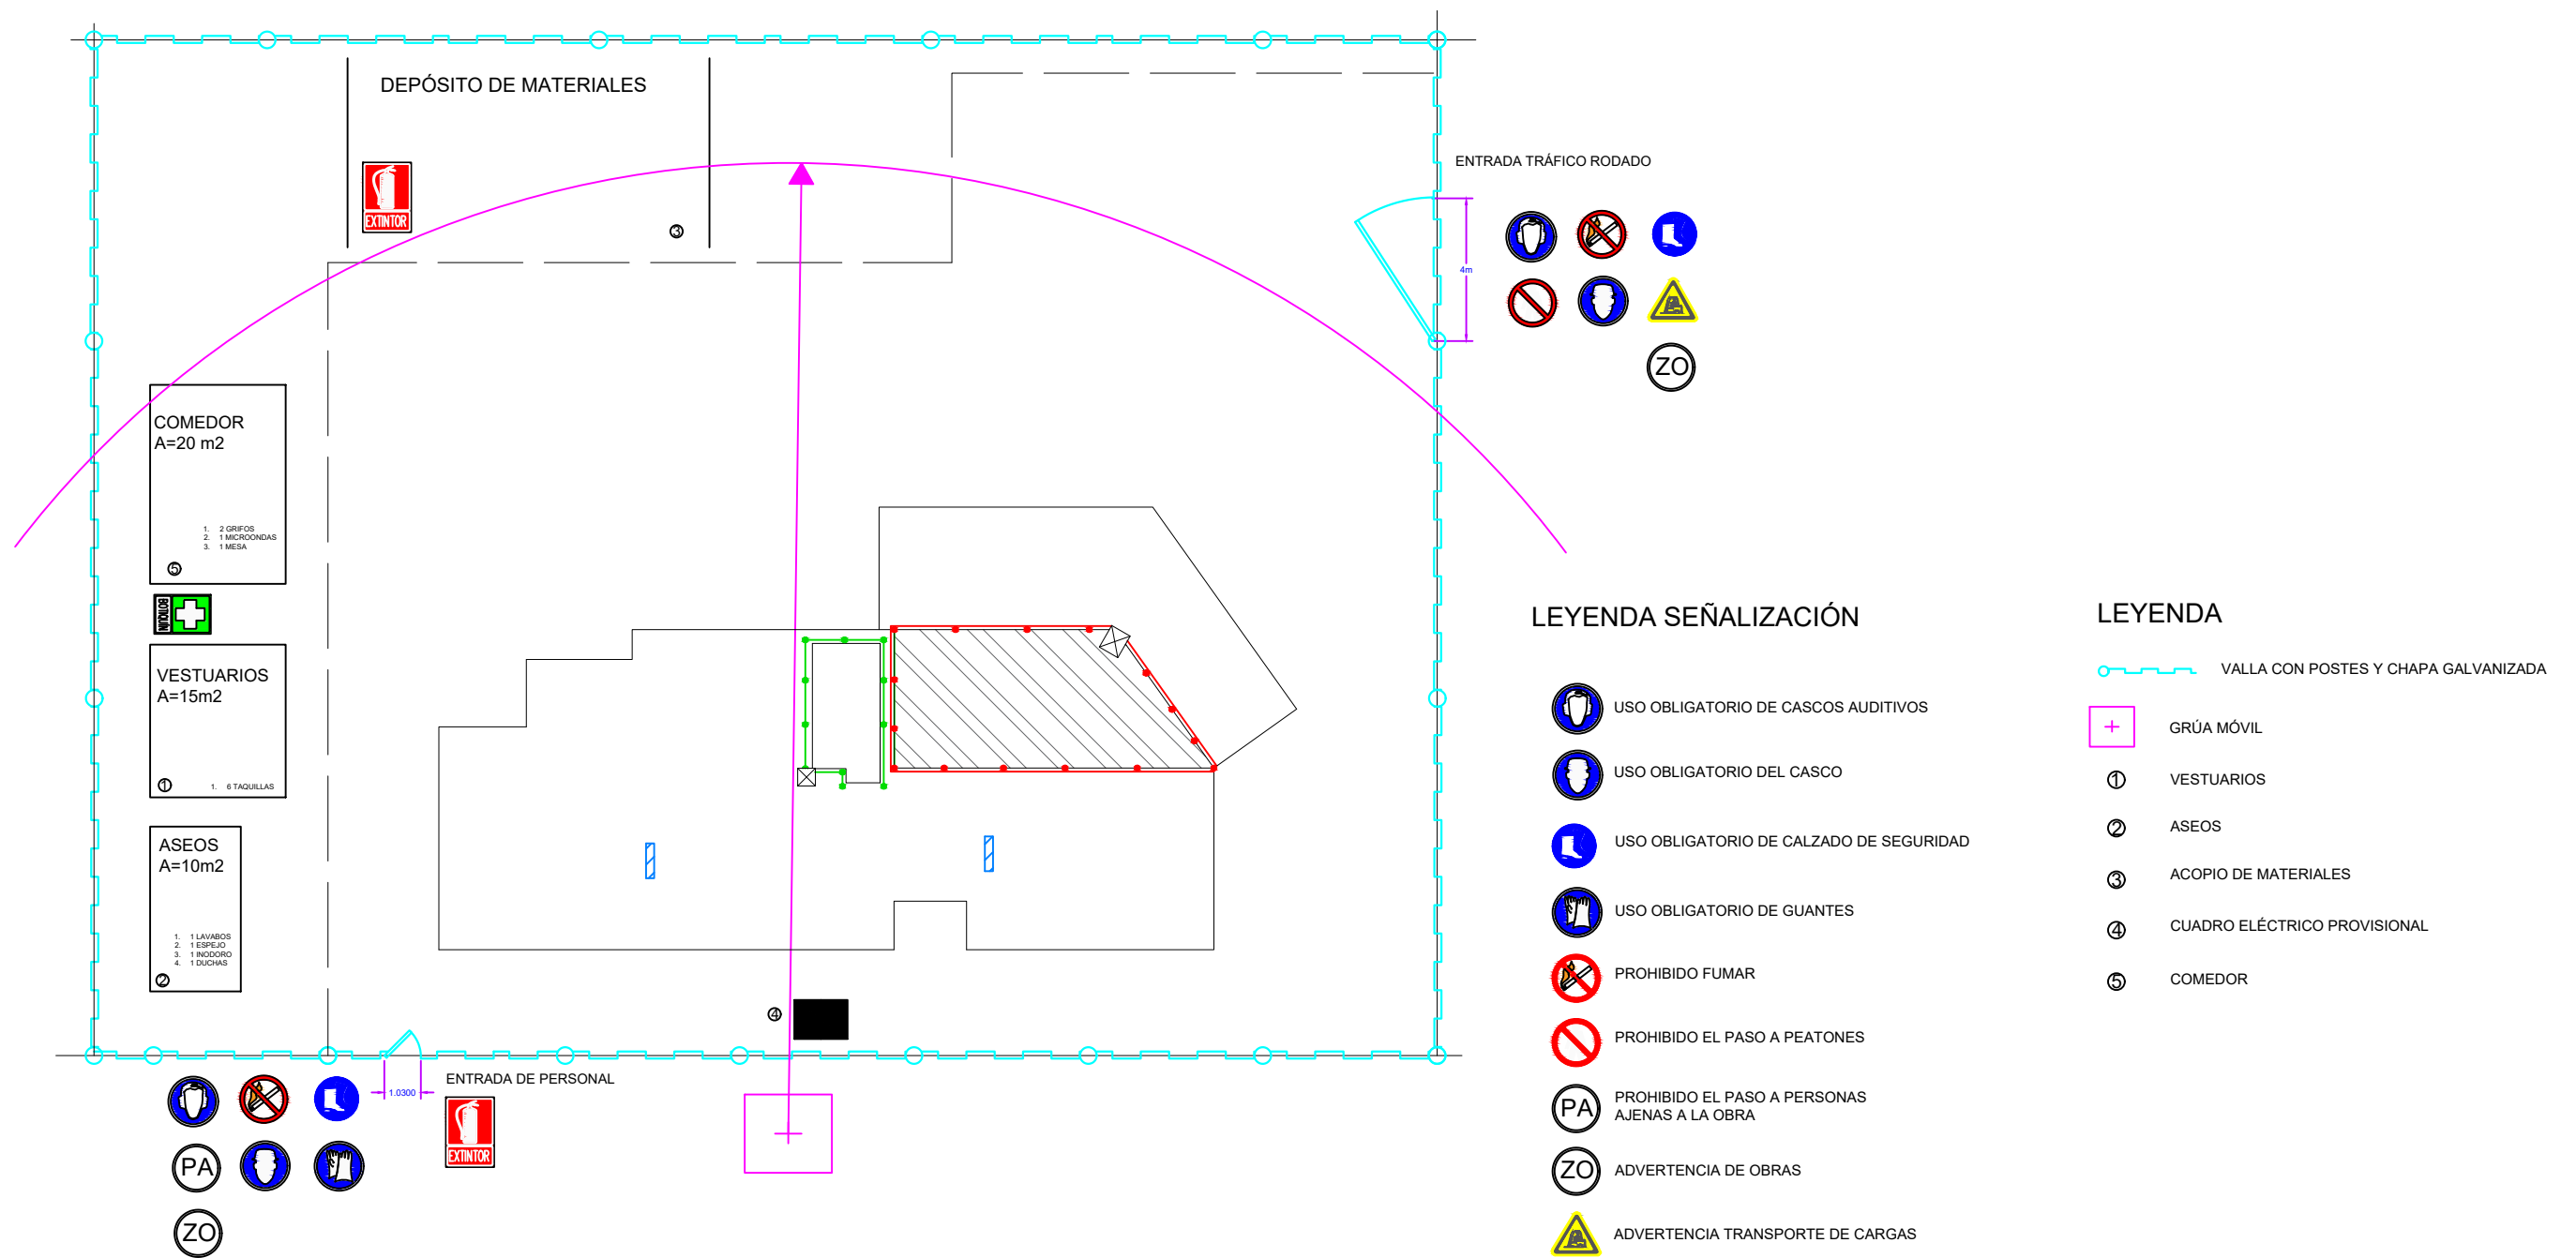 DEPÓSITO DE MATERIALES
EXTINTOR
3
ENTRADA TRÁFICO RODADO
4m
ZO
COMEDOR
A=20 m2
1. 2 GRIFOS
2. 1 MICROONDAS
3. 1 MESA
5
BOTIQUÍN
VESTUARIOS
A=15m2
1
1. 6 TAQUILLAS
ASEOS
A=10m2
1. 1 LAVABOS
2. 1 ESPEJO
3. 1 INODORO
4. 1 DUCHAS
2
4
1.0300
ENTRADA DE PERSONAL
EXTINTOR
PA
ZO
LEYENDA SEÑALIZACIÓN
USO OBLIGATORIO DE CASCOS AUDITIVOS
USO OBLIGATORIO DEL CASCO
USO OBLIGATORIO DE CALZADO DE SEGURIDAD
USO OBLIGATORIO DE GUANTES
PROHIBIDO FUMAR
PROHIBIDO EL PASO A PEATONES
PA
PROHIBIDO EL PASO A PERSONAS
AJENAS A LA OBRA
ZO
ADVERTENCIA DE OBRAS
ADVERTENCIA TRANSPORTE DE CARGAS
LEYENDA
VALLA CON POSTES Y CHAPA GALVANIZADA
GRÚA MÓVIL
1 VESTUARIOS
2 ASEOS
3 ACOPIO DE MATERIALES
4 CUADRO ELÉCTRICO PROVISIONAL
5 COMEDOR